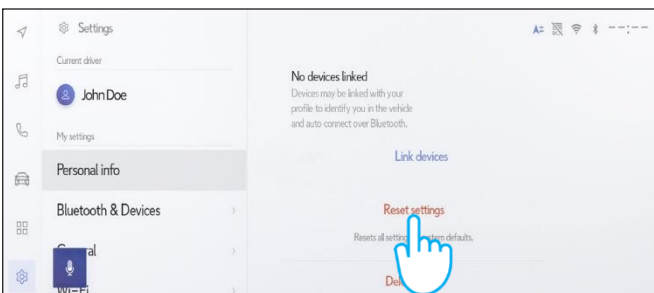 Settings
A=
--:--
Current driver
John Doe
My settings
Personal info
Bluetooth & Devices
Wi-Fi
No devices linked
Devices may be linked with your
profile to identify you in the vehicle
and auto connect over Bluetooth.
Link devices
Reset settings
Resets all defaults.